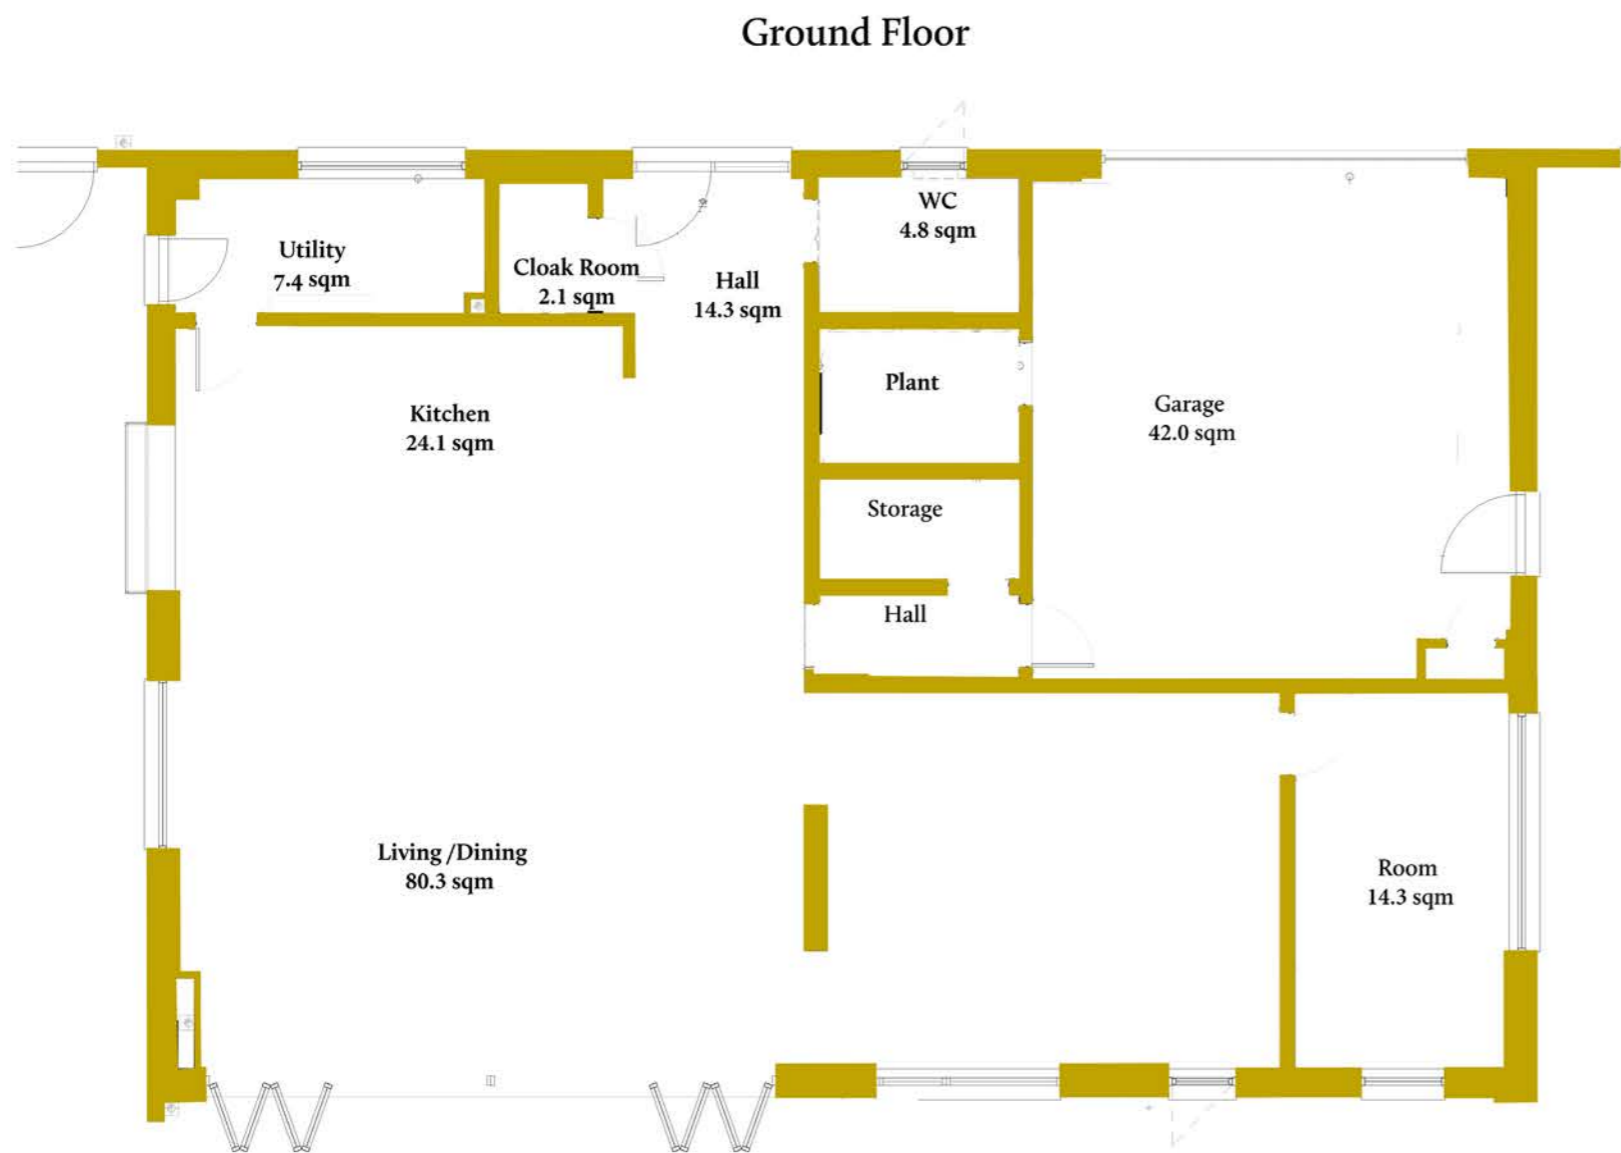 Ground Floor
WC
4.8 sqm
Utility
7.4 sqm
Cloak Room
2.1 sqm
Hall
14.3 sqm
Plant
Kitchen
24.1 sqm
Garage
42.0 sqm
Storage
Hall
Living /Dining
80.3 sqm
Room
14.3 sqm